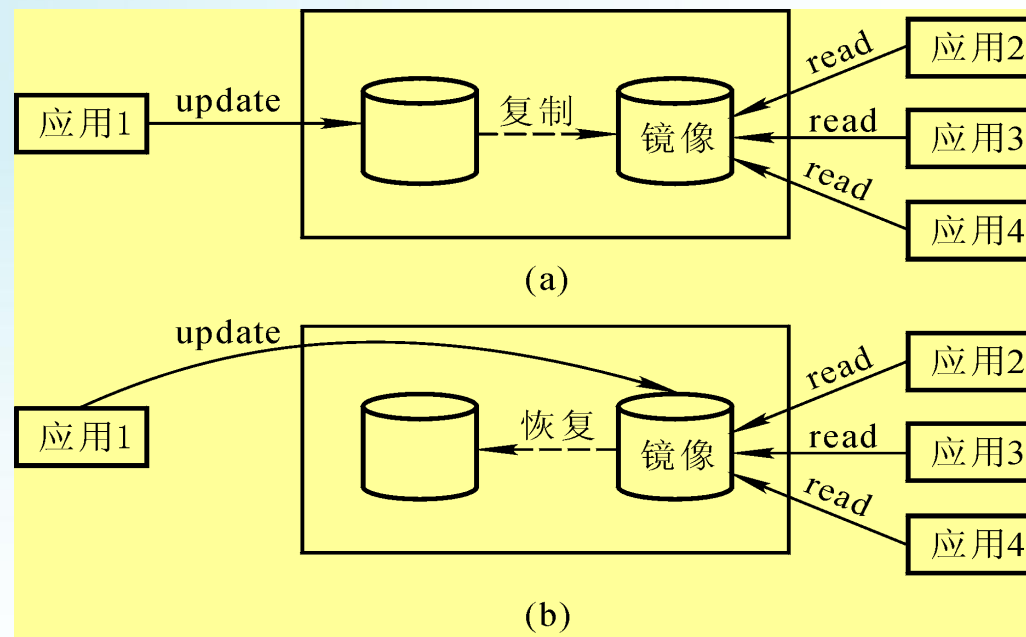 应用1
update
复制
镜像
read
应用2
read
应用3
read
应用4
(a)
update
应用1
恢复
镜像
read
应用2
read
应用3
read
应用4
(b)